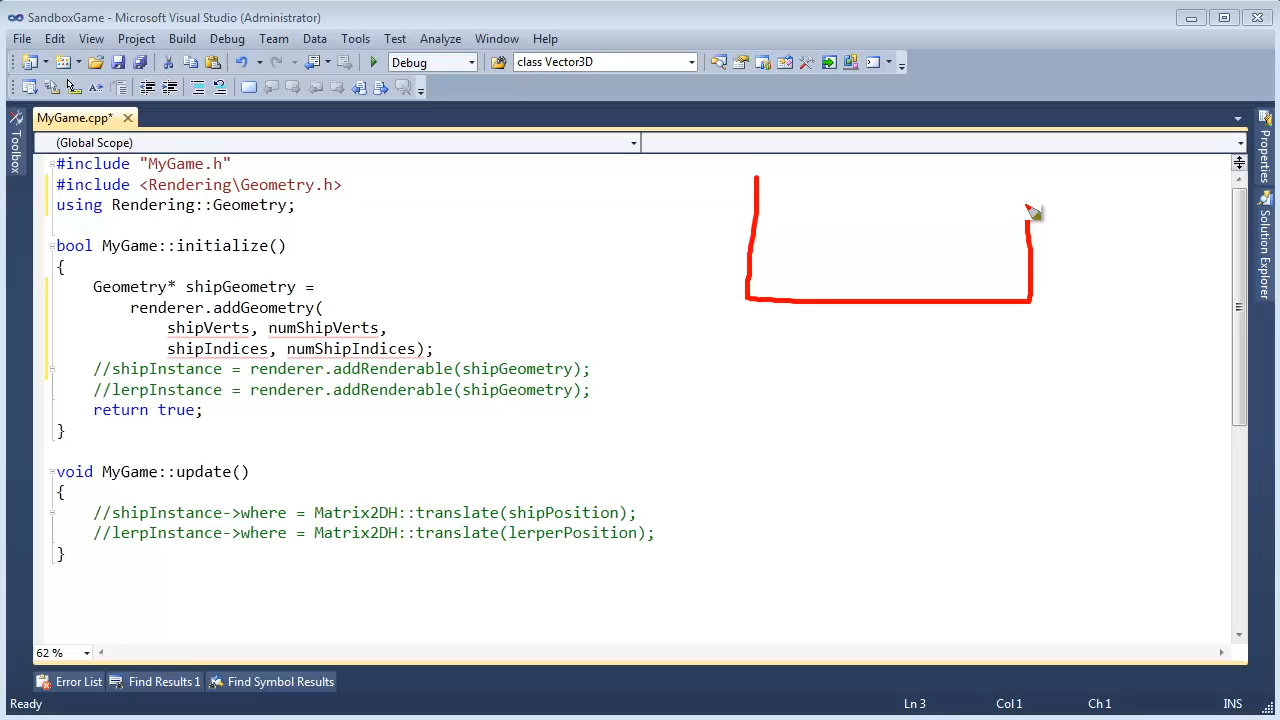 SandboxGame - Microsoft Visual Studio (Administrator)
File Edit View Project Build Debug Team Data Tools Test Analyze Window Help
Debug class Vector3D
MyGame.cpp*
(Global Scope)
#include "MyGame.h"
#include <Rendering\Geometry.h>
using Rendering::Geometry;
bool MyGame::initialize()
{
Geometry* shipGeometry =
renderer.addGeometry(
shipVerts, numShipVerts,
shipIndices, numShipIndices);
//shipInstance = renderer.addRenderable(shipGeometry);
//lerpInstance = renderer.addRenderable(shipGeometry);
return true;
}
void MyGame::update()
{
//shipInstance->where = Matrix2DH::translate(shipPosition);
//lerpInstance->where = Matrix2DH::translate(lerperPosition);
}
62 %
Error List Find Results 1 Find Symbol Results
Ready Ln 3 Col 1 Ch 1 INS
Toolbox
Properties
Solution Explorer